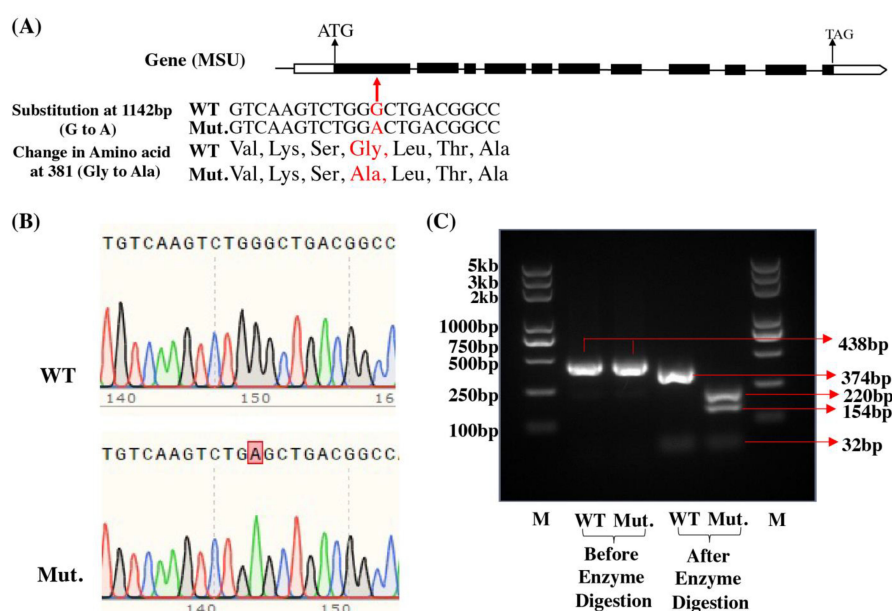 (A)
ATG
TAG
Gene (MSU)
Substitution at 1142bp
(G to A)
WT GTCAAGTCTGGGCTGACGGCC
Mut.GTCAAGTCTGGACTGACGGCC
Change in Amino acid
at 381 (Gly to Ala)
WT Val, Lys, Ser, Gly, Leu, Thr, Ala
Mut.Val, Lys, Ser, Ala, Leu, Thr, Ala
(B)
TGTCAAGTCTGGGCTGACGGCC
WT
140 150 16
TGTCAAGTCTGAGCTGACGGCC
Mut.
140 150
(C)
5kb
3kb
2kb
1000bp
750bp
500bp
250bp
100bp
438bp
374bp
220bp
154bp
32bp
M WT Mut. WT Mut. M
Before
Enzyme
Digestion
After
Enzyme
Digestion